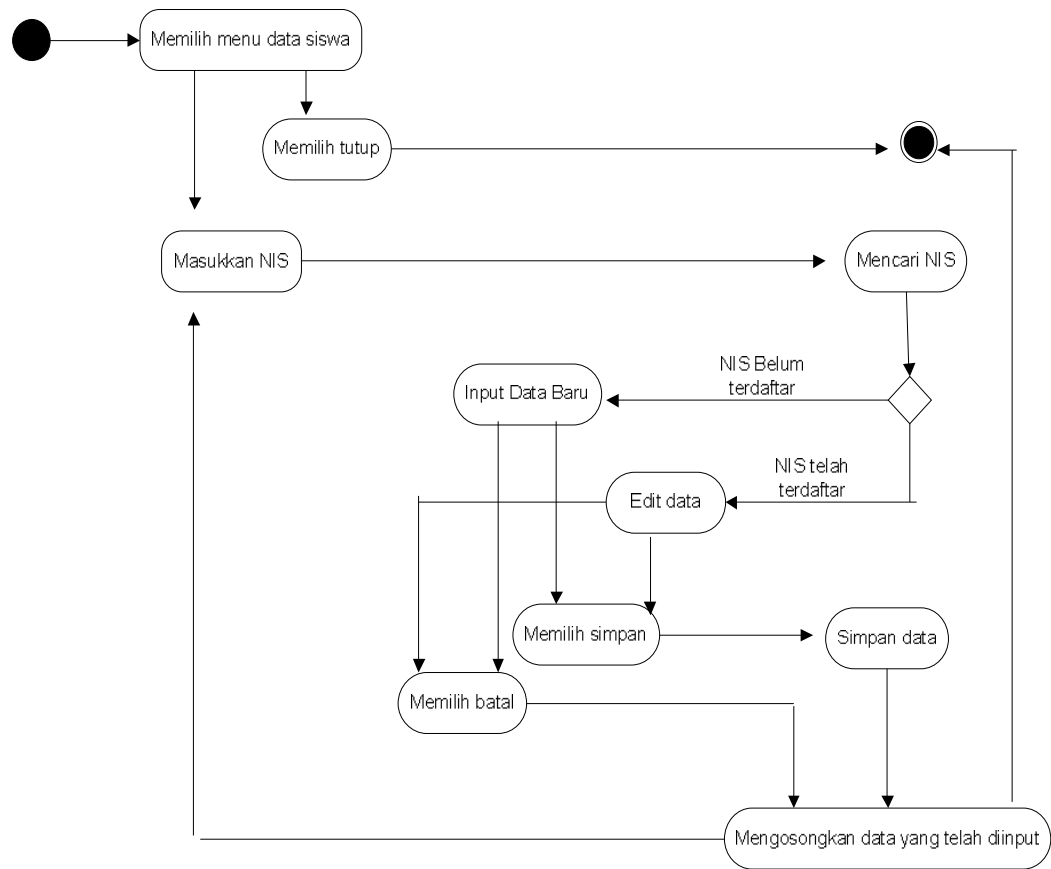 Memilih menu data siswa
Memilih tutup
Masukkan NIS
Mencari NIS
NIS Belum
terdaftar
Input Data Baru
NIS telah
terdaftar
Edit data
Memilih simpan
Simpan data
Memilih batal
Mengosongkan data yang telah diinput